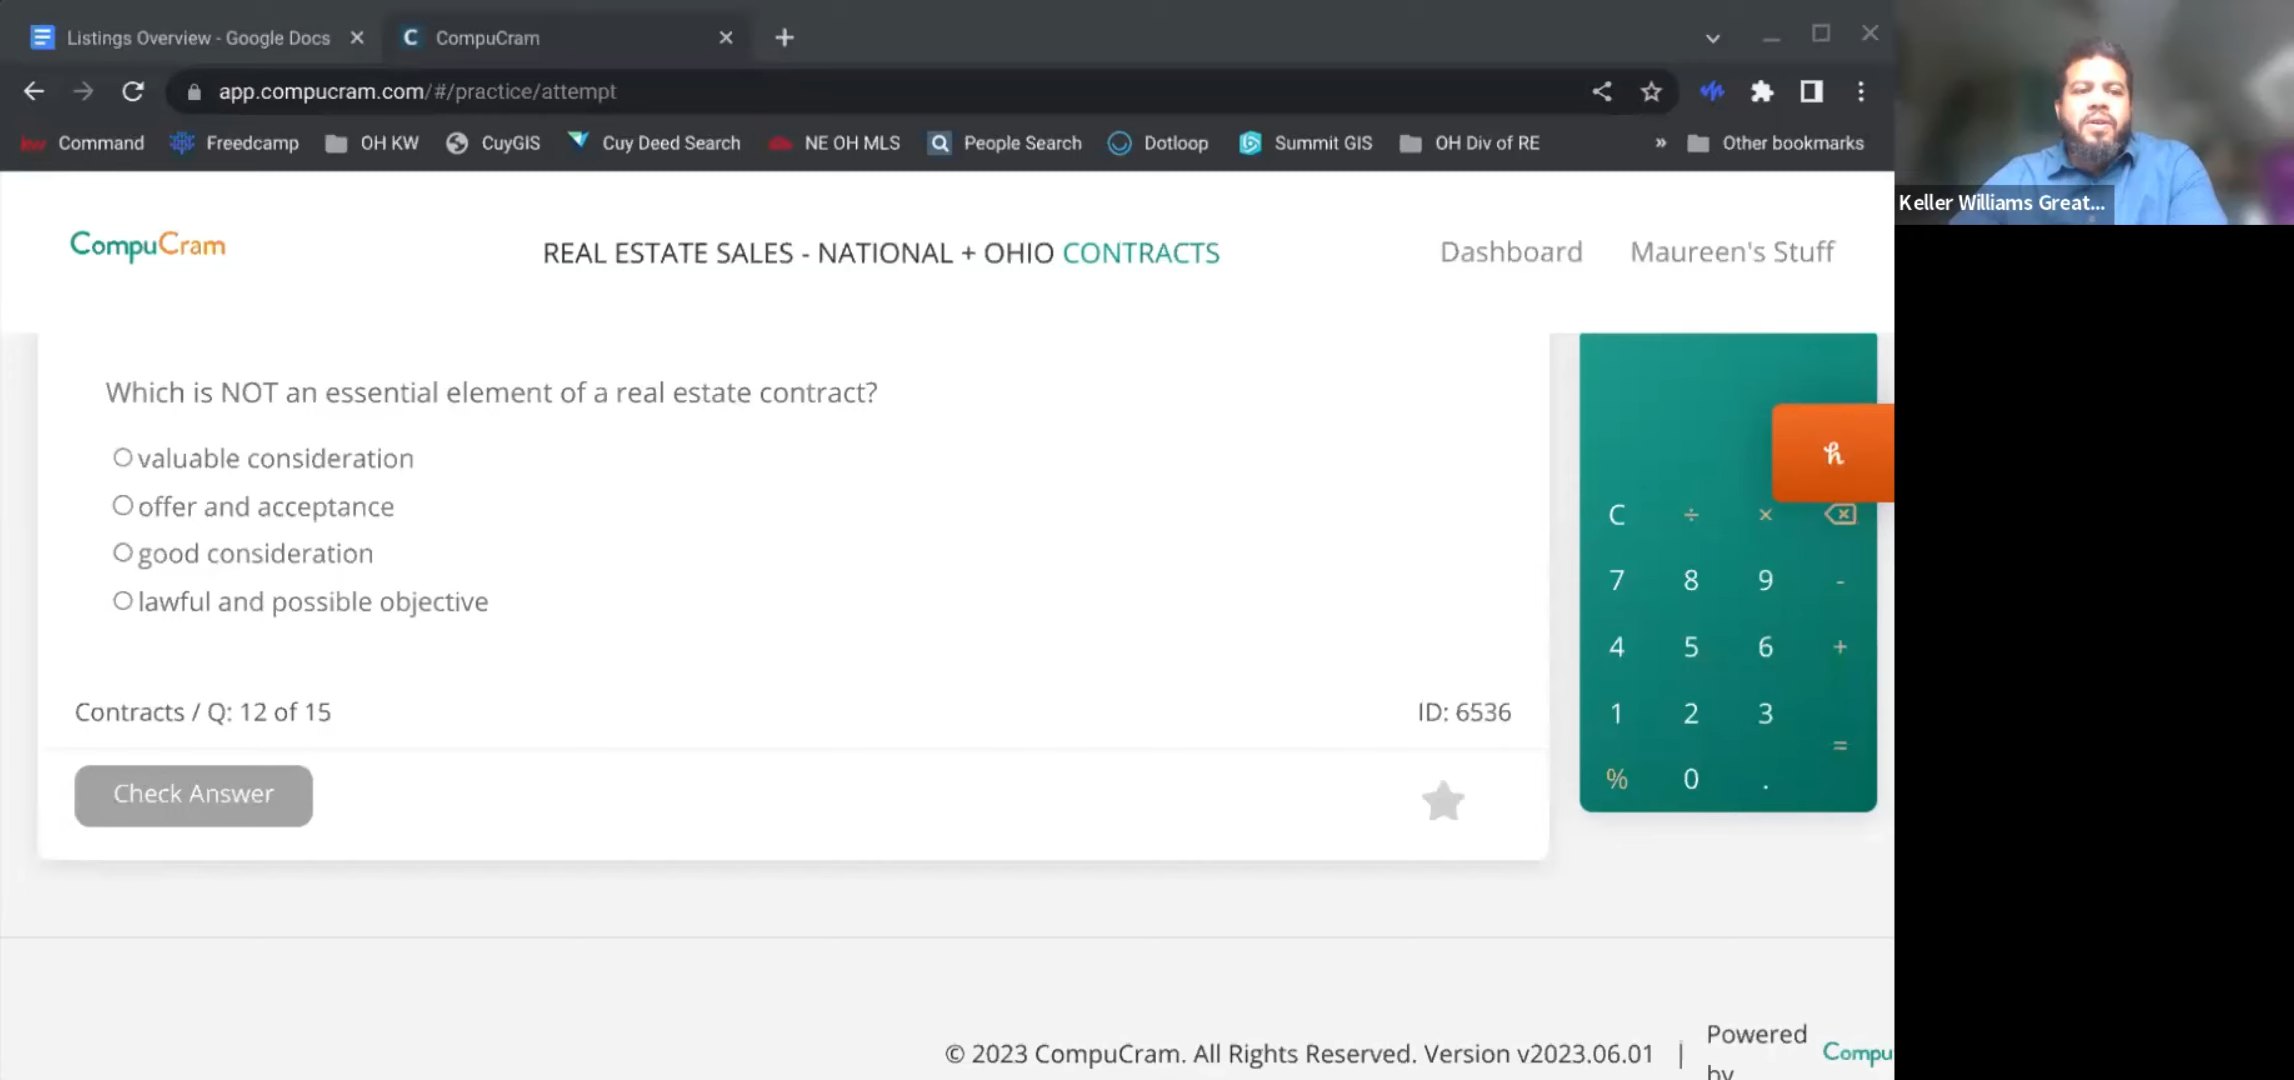 Listings Overview - Google Docs
C CompuCram
app.compucram.com/#/practice/attempt
kw Command
Freedcamp
OH KW
CuyGIS
Cuy Deed Search
NE OH MLS
People Search
Dotloop
Summit GIS
OH Div of RE
»
Other bookmarks
Keller Williams Great...
CompuCram
REAL ESTATE SALES - NATIONAL + OHIO CONTRACTS
Dashboard
Maureen's Stuff
Which is NOT an essential element of a real estate contract?
valuable consideration
offer and acceptance
good consideration
lawful and possible objective
Contracts / Q: 12 of 15
ID: 6536
Check Answer
h
C ÷ ×
7 8 9 -
4 5 6 +
1 2 3
=
% 0 .
© 2023 CompuCram. All Rights Reserved. Version v2023.06.01 |
Powered
by
Compu